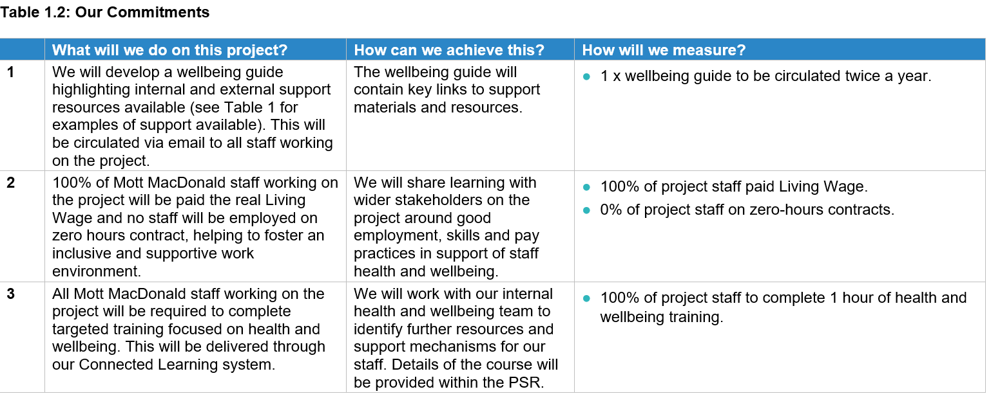 Table 1.2: Our Commitments
What will we do on this project?
How can we achieve this?
How will we measure?
1
We will develop a wellbeing guide
highlighting internal and external support
resources available (see Table 1 for
examples of support available). This will
be circulated via email to all staff working
on the project.
The wellbeing guide will
contain key links to support
materials and resources.
● 1 x wellbeing guide to be circulated twice a year.
2
100% of Mott MacDonald staff working on
the project will be paid the real Living
Wage and no staff will be employed on
zero hours contract, helping to foster an
inclusive and supportive work
environment.
We will share learning with
wider stakeholders on the
project around good
employment, skills and pay
practices in support of staff
health and wellbeing.
● 100% of project staff paid Living Wage.
● 0% of project staff on zero-hours contracts.
3
All Mott MacDonald staff working on the
project will be required to complete
targeted training focused on health and
wellbeing. This will be delivered through
our Connected Learning system.
We will work with our internal
health and wellbeing team to
identify further resources and
support mechanisms for our
staff. Details of the course will
be provided within the PSR.
● 100% of project staff to complete 1 hour of health and
wellbeing training.